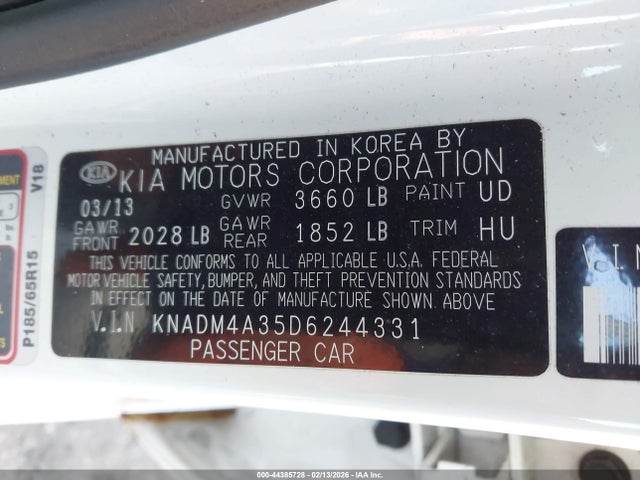 MANUFACTURED IN KOREA BY
KIA KIA MOTORS CORPORATION
03/13 GVWR 3660 LB PAINT UD
GAWR FRONT 2028 LB GAWR REAR 1852 LB TRIM HU
THIS VEHICLE CONFORMS TO ALL APPLICABLE U.S.A. FEDERAL
MOTOR VEHICLE SAFETY, BUMPER, AND THEFT PREVENTION STANDARDS
IN EFFECT ON THE DATE OF MANUFACTURE SHOWN ABOVE
V.I.N KNADM4A35D6244331
PASSENGER CAR
V18
P185/65R15
V.I.N
000-44385728 - 02/13/2026 - IAAI.COM